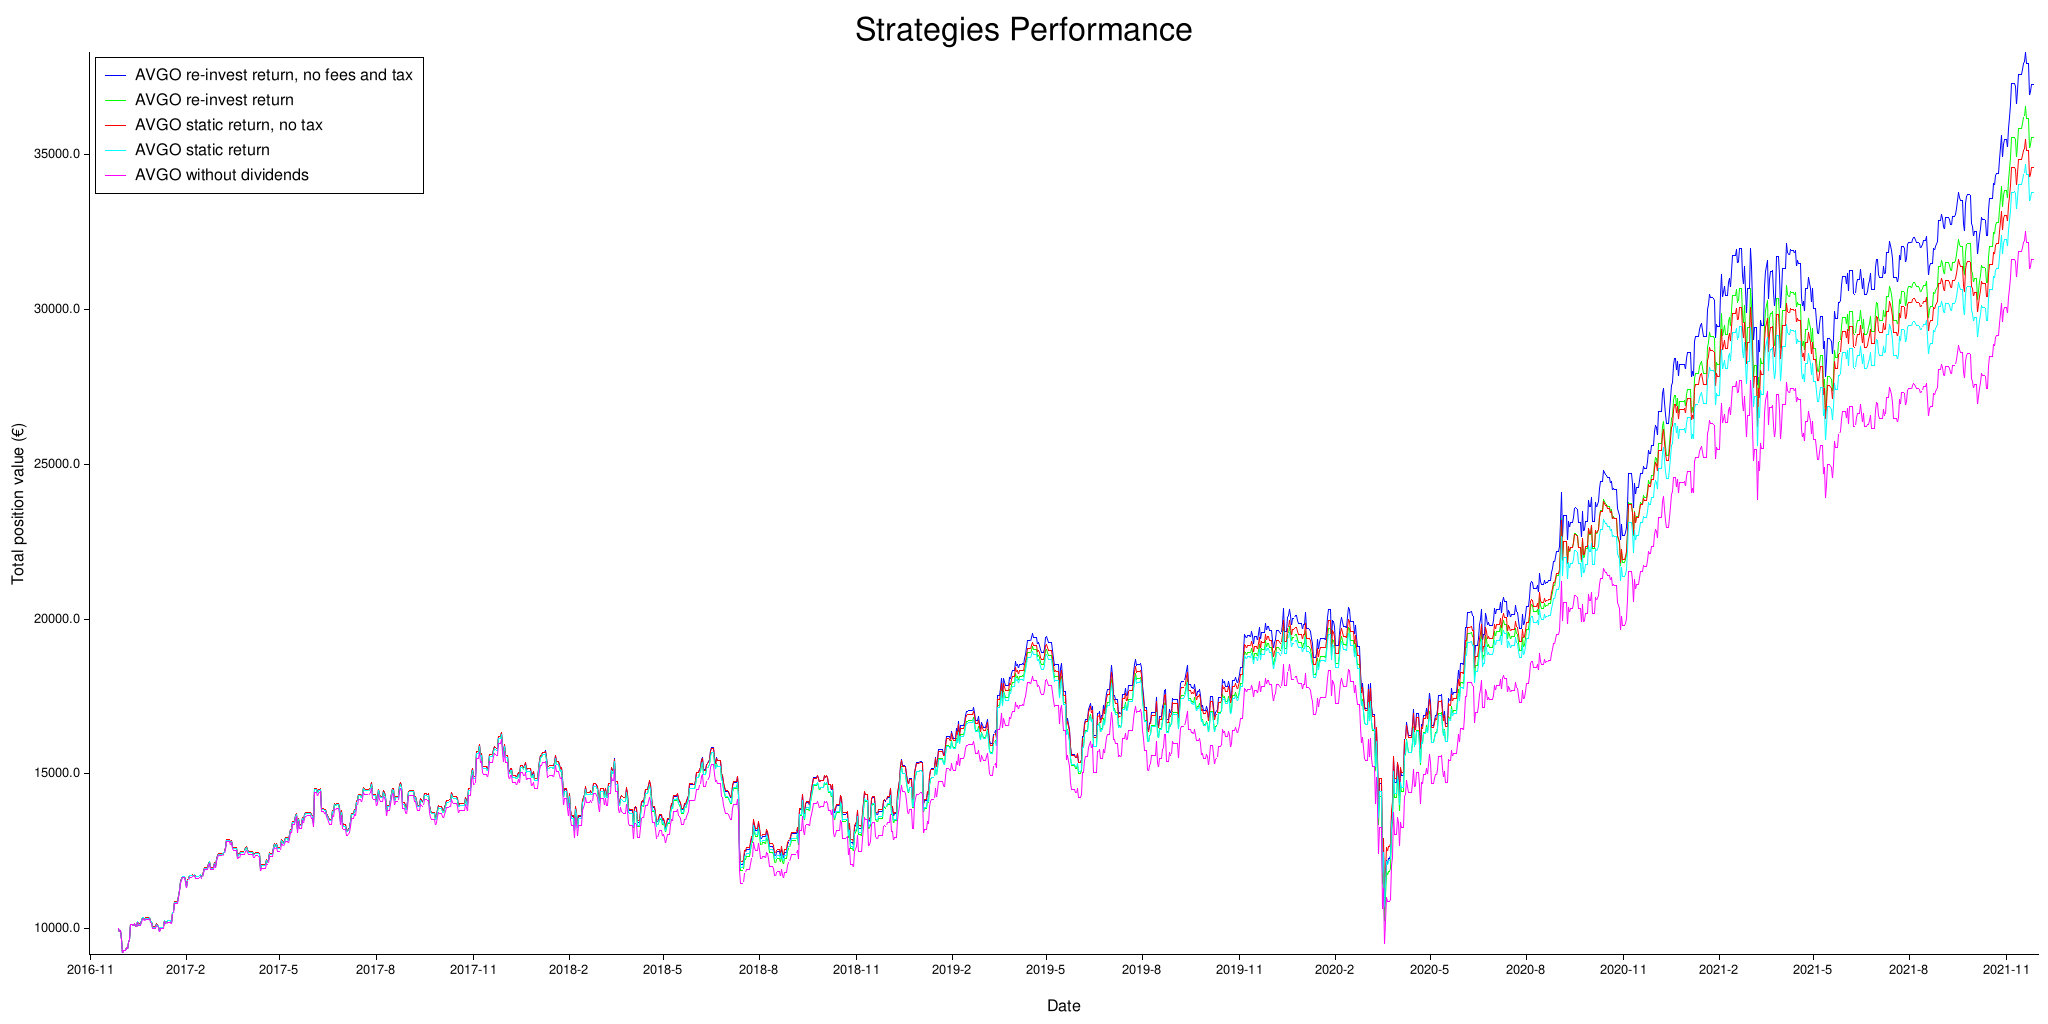 Strategies Performance
AVGO re-invest return, no fees and tax
AVGO re-invest return
AVGO static return, no tax
AVGO static return
AVGO without dividends
Total position value (€)
35000.0
30000.0
25000.0
20000.0
15000.0
10000.0
2016-11 2017-2 2017-5 2017-8 2017-11 2018-2 2018-5 2018-8 2018-11 2019-2 2019-5 2019-8 2019-11 2020-2 2020-5 2020-8 2020-11 2021-2 2021-5 2021-8 2021-11
Date